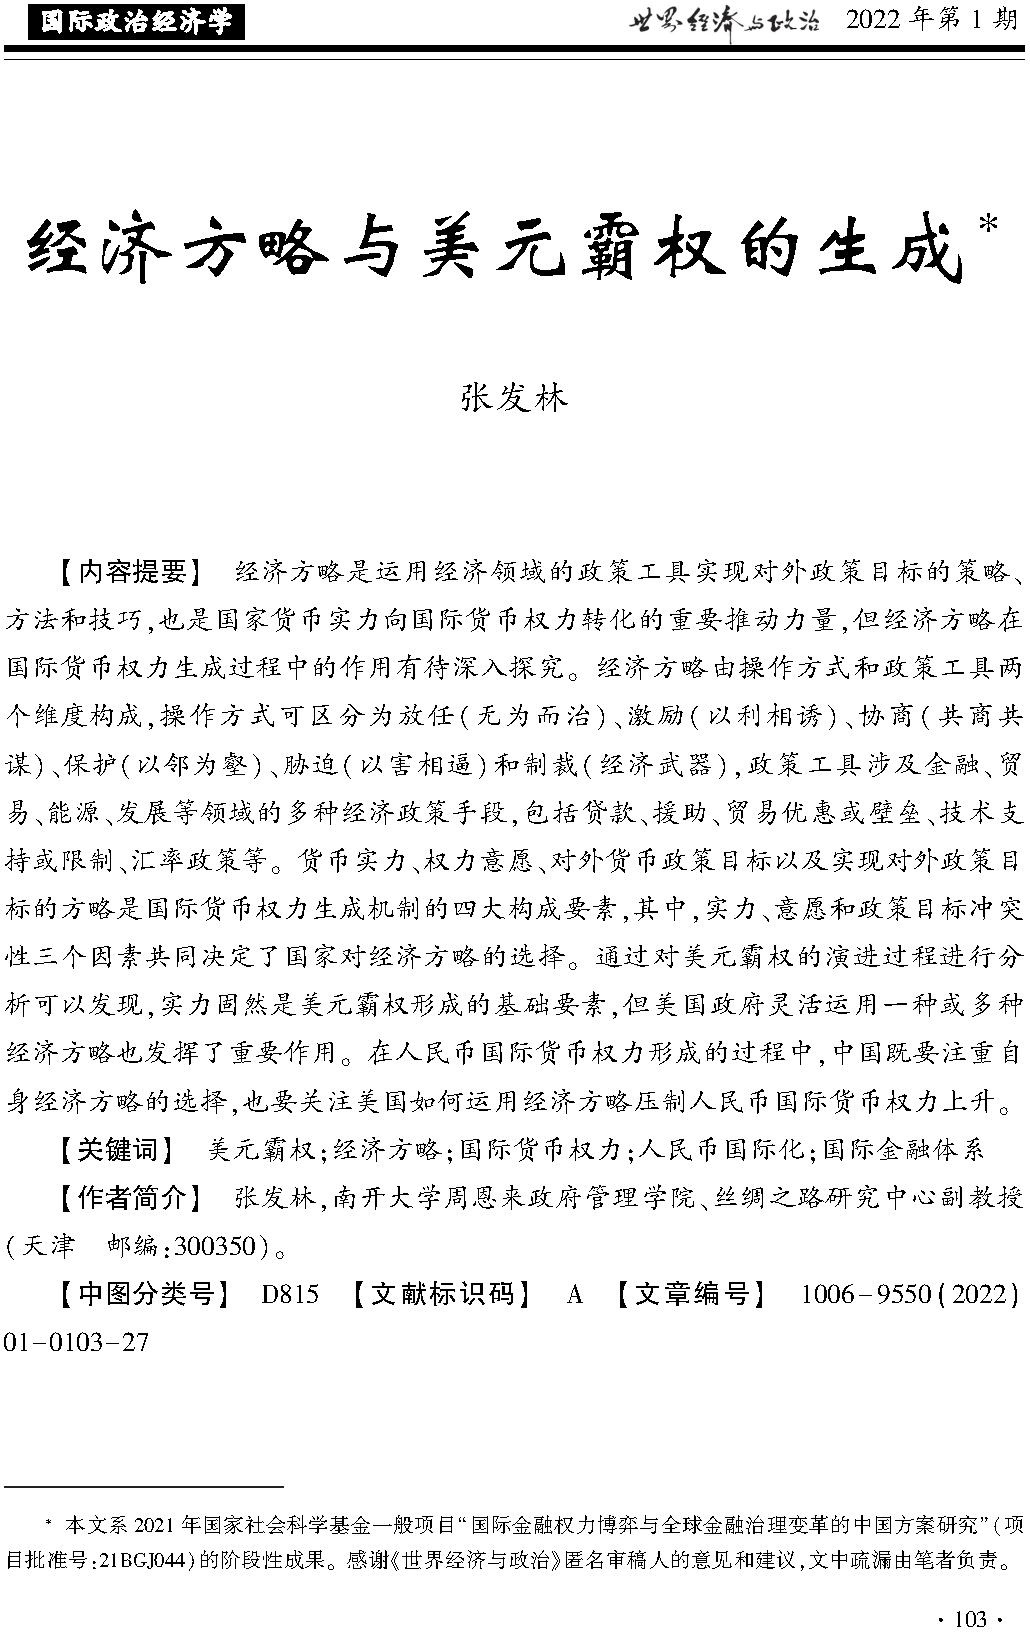 国际政治经济学 世界经济与政治 2022 年第 1 期
经济方略与美元霸权的生成*
张发林
【内容提要】 经济方略是运用经济领域的政策工具实现对外政策目标的策略、
方法和技巧,也是国家货币实力向国际货币权力转化的重要推动力量,但经济方略在
国际货币权力生成过程中的作用有待深入探究。经济方略由操作方式和政策工具两
个维度构成,操作方式可区分为放任(无为而治)、激励(以利相诱)、协商(共商共
谋)、保护(以邻为壑)、胁迫(以害相逼)和制裁(经济武器),政策工具涉及金融、贸
易、能源、发展等领域的多种经济政策手段,包括贷款、援助、贸易优惠或壁垒、技术支
持或限制、汇率政策等。货币实力、权力意愿、对外货币政策目标以及实现对外政策目
标的方略是国际货币权力生成机制的四大构成要素,其中,实力、意愿和政策目标冲突
性三个因素共同决定了国家对经济方略的选择。通过对美元霸权的演进过程进行分
析可以发现,实力固然是美元霸权形成的基础要素,但美国政府灵活运用一种或多种
经济方略也发挥了重要作用。在人民币国际货币权力形成的过程中,中国既要注重自
身经济方略的选择,也要关注美国如何运用经济方略压制人民币国际货币权力上升。
【关键词】 美元霸权;经济方略;国际货币权力;人民币国际化;国际金融体系
【作者简介】 张发林,南开大学周恩来政府管理学院、丝绸之路研究中心副教授
(天津 邮编:300350)。
【中图分类号】 D815 【文献标识码】 A 【文章编号】 1006-9550(2022)
01-0103-27
* 本文系 2021 年国家社会科学基金一般项目“国际金融权力博弈与全球金融治理变革的中国方案研究”(项
目批准号:21BGJ044)的阶段性成果。感谢《世界经济与政治》匿名审稿人的意见和建议,文中疏漏由笔者负责。
· 103 ·